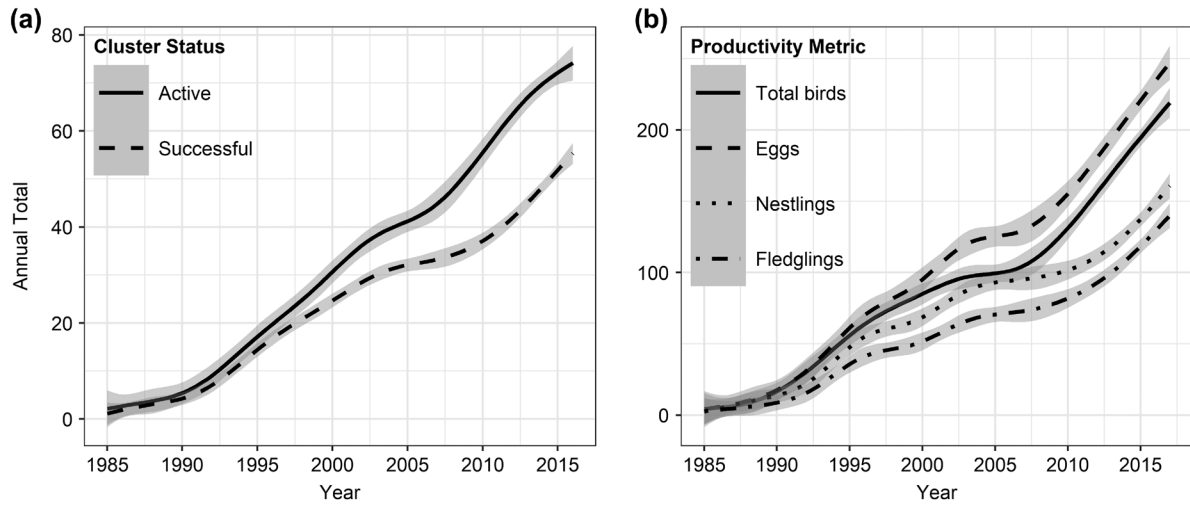 (a)
Cluster Status
Active
Successful
Annual Total
80
60
40
20
0
1985 1990 1995 2000 2005 2010 2015
Year
(b)
Productivity Metric
Total birds
Eggs
Nestlings
Fledglings
200
100
0
1985 1990 1995 2000 2005 2010 2015
Year